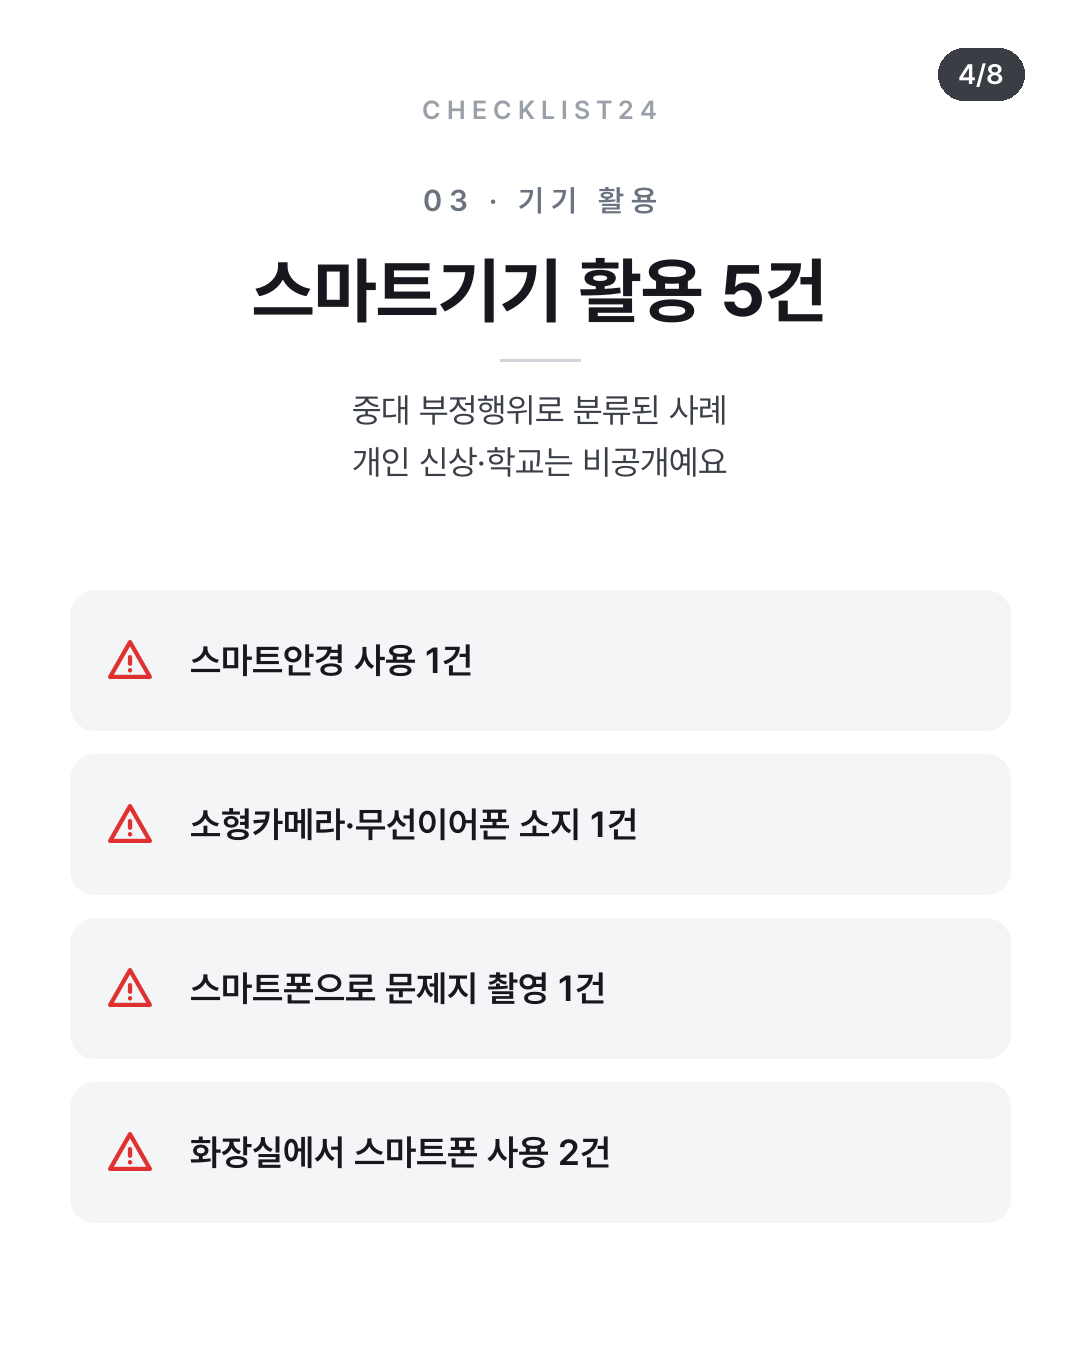 4/8
CHECKLIST24
03 · 기기 활용
스마트기기 활용 5건
중대 부정행위로 분류된 사례
개인 신상·학교는 비공개예요
스마트안경 사용 1건
소형카메라·무선이어폰 소지 1건
스마트폰으로 문제지 촬영 1건
화장실에서 스마트폰 사용 2건